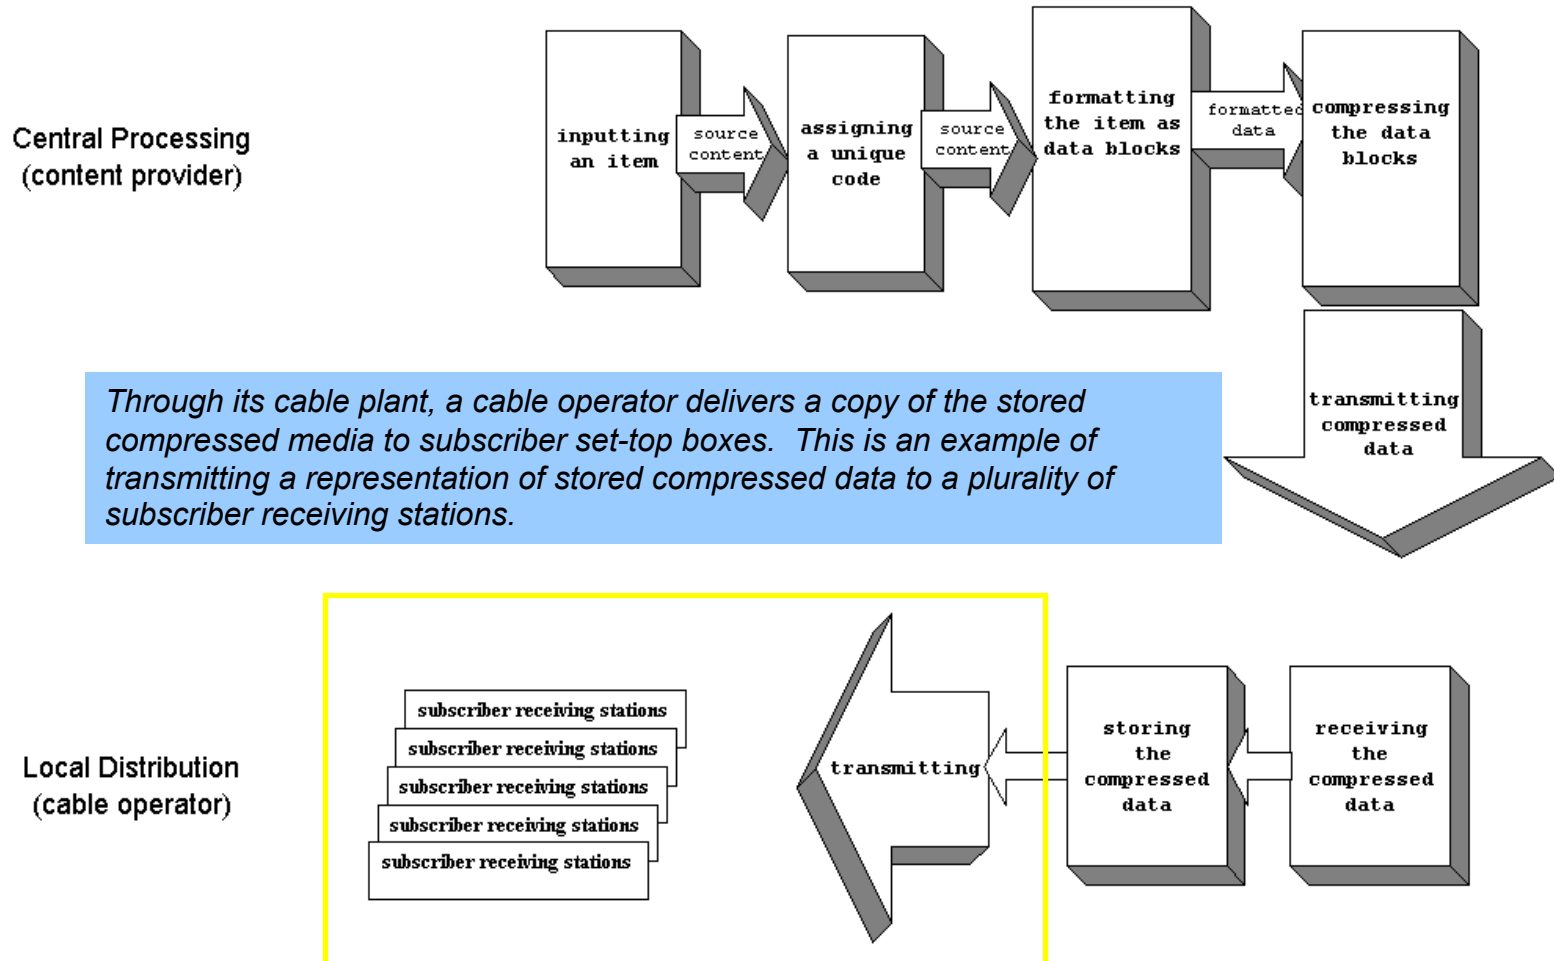 Central Processing
(content provider)
inputting
an item
source
content
assigning
a unique
code
source
content
formatting
the item as
data blocks
formatted
data
compressing
the data
blocks
transmitting
compressed
data
Through its cable plant, a cable operator delivers a copy of the stored
compressed media to subscriber set-top boxes. This is an example of
transmitting a representation of stored compressed data to a plurality of
subscriber receiving stations.
Local Distribution
(cable operator)
subscriber receiving stations
subscriber receiving stations
subscriber receiving stations
subscriber receiving stations
subscriber receiving stations
transmitting
storing
the
compressed
data
receiving
the
compressed
data